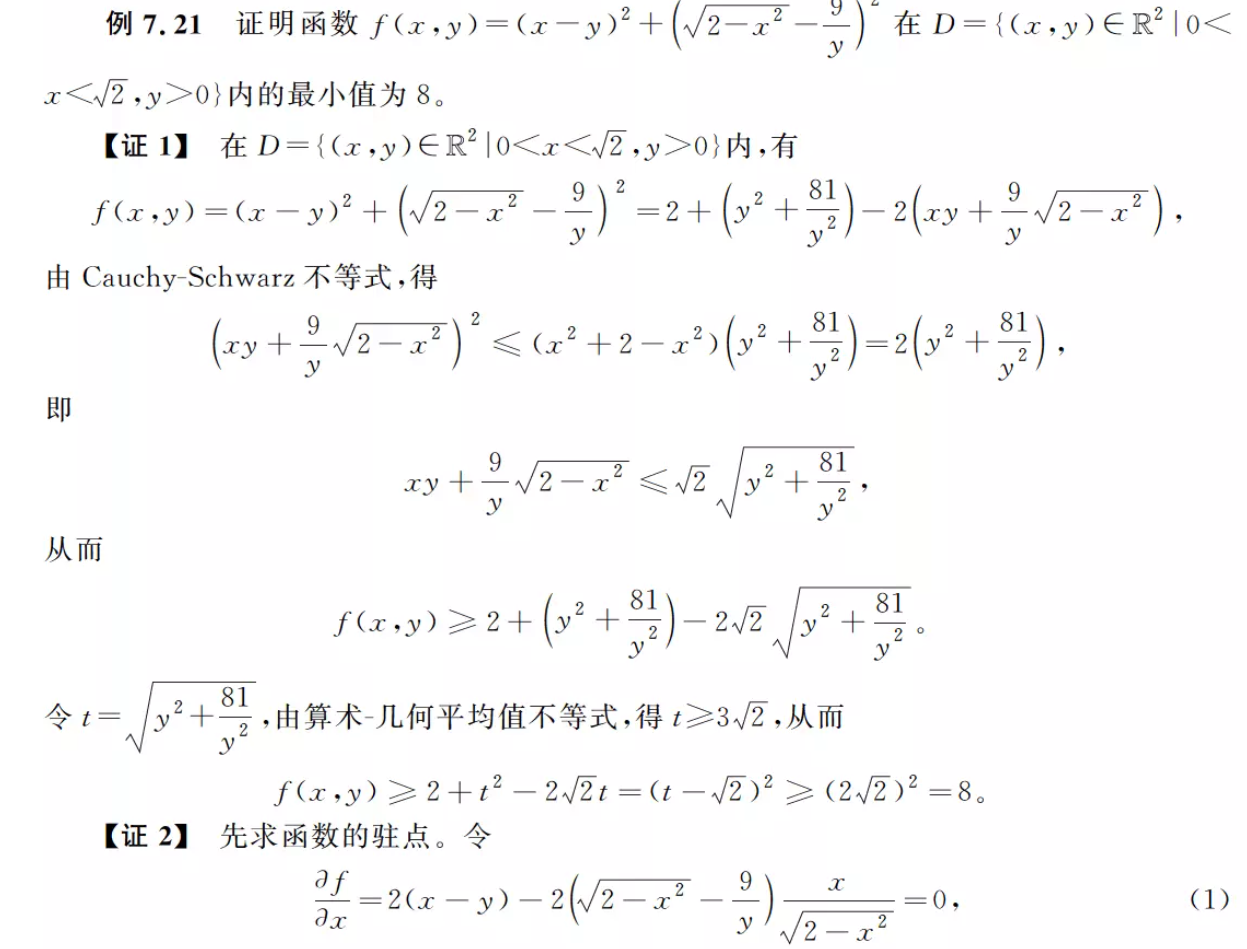 例 7.21 证明函数 f(x,y)=(x-y)²+(√(2-x²)-9/y)² 在 D={(x,y)∈ℝ²|0<
x<√2,y>0}内的最小值为 8。
【证 1】 在 D={(x,y)∈ℝ²|0<x<√2,y>0}内,有
f(x,y)=(x-y)²+(√(2-x²)-9/y)²=2+(y²+81/y²)-2(xy+9/y√(2-x²)),
由 Cauchy-Schwarz 不等式,得
(xy+9/y√(2-x²))²≤(x²+2-x²)(y²+81/y²)=2(y²+81/y²),
即
xy+9/y√(2-x²)≤√2√(y²+81/y²),
从而
f(x,y)≥2+(y²+81/y²)-2√2√(y²+81/y²)。
令 t=√(y²+81/y²),由算术-几何平均值不等式,得 t≥3√2,从而
f(x,y)≥2+t²-2√2t=(t-√2)²≥(2√2)²=8。
【证 2】 先求函数的驻点。令
∂f/∂x=2(x-y)-2(√(2-x²)-9/y)x/√(2-x²)=0, (1)